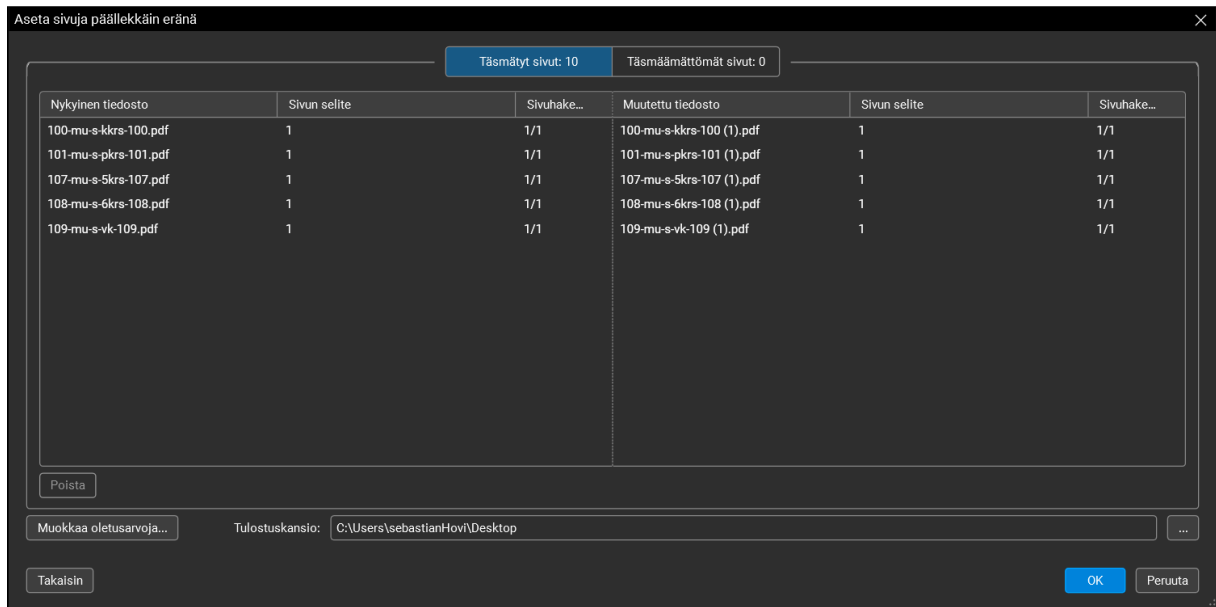 Aseta sivuja päällekkäin eränä
Täsmätyt sivut: 10 Täsmäämättömät sivut: 0
Nykyinen tiedosto Sivun selite Sivuhake... Muutettu tiedosto Sivun selite Sivuhake...
100-mu-s-kkrs-100.pdf 1 1/1 100-mu-s-kkrs-100 (1).pdf 1 1/1
101-mu-s-pkrs-101.pdf 1 1/1 101-mu-s-pkrs-101 (1).pdf 1 1/1
107-mu-s-5krs-107.pdf 1 1/1 107-mu-s-5krs-107 (1).pdf 1 1/1
108-mu-s-6krs-108.pdf 1 1/1 108-mu-s-6krs-108 (1).pdf 1 1/1
109-mu-s-vk-109.pdf 1 1/1 109-mu-s-vk-109 (1).pdf 1 1/1
Poista
Muokkaa oletusarvoja... Tulostuskansio: C:\Users\sebastianHovi\Desktop ...
Takaisin OK Peruuta